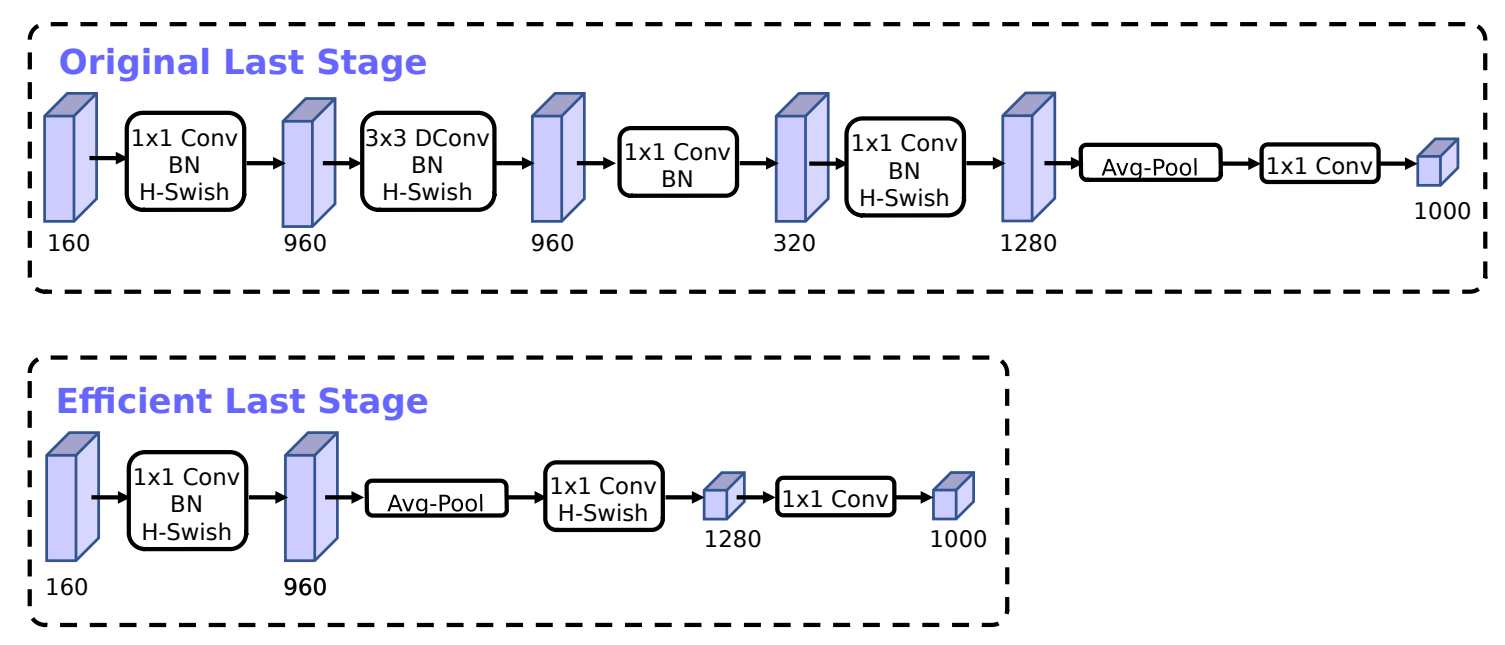 Original Last Stage
1x1 Conv
BN
H-Swish
3x3 DConv
BN
H-Swish
1x1 Conv
BN
1x1 Conv
BN
H-Swish
Avg-Pool
1x1 Conv
160
960
960
320
1280
1000
Efficient Last Stage
1x1 Conv
BN
H-Swish
Avg-Pool
1x1 Conv
H-Swish
1x1 Conv
160
960
1280
1000